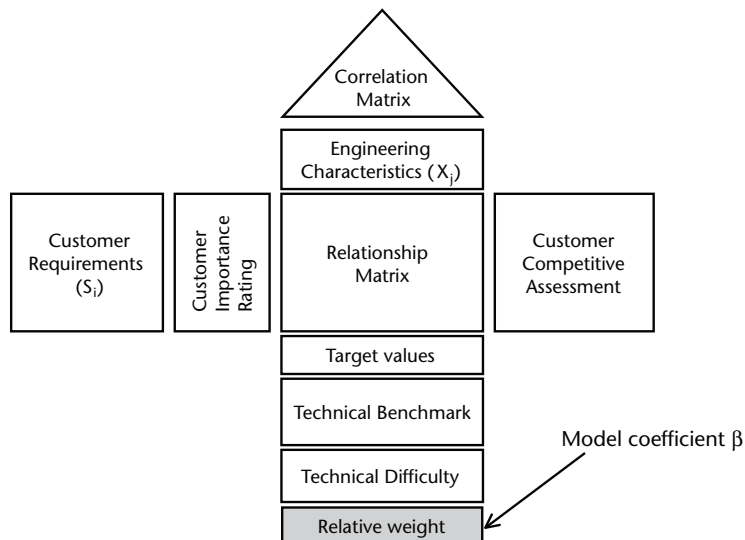 Correlation
Matrix
Engineering
Characteristics (Xj)
Customer
Requirements
(Si)
Customer
Importance
Rating
Relationship
Matrix
Customer
Competitive
Assessment
Target values
Technical Benchmark
Model coefficient β
Technical Difficulty
Relative weight